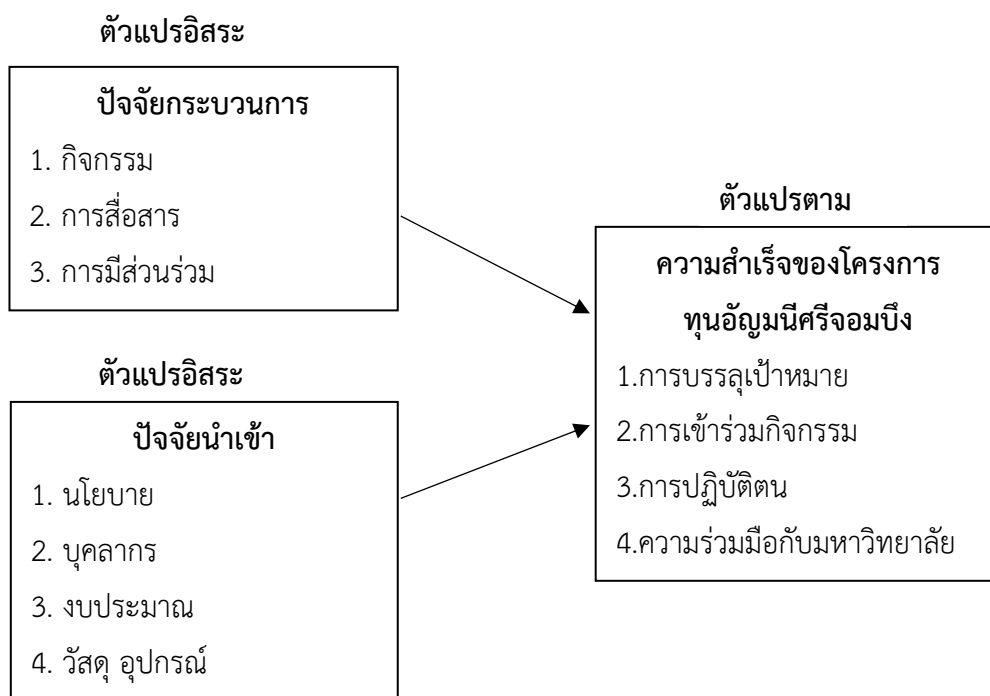 ตัวแปรอิสระ
ปัจจัยกระบวนการ
1. กิจกรรม
2. การสื่อสาร
3. การมีส่วนร่วม
ตัวแปรอิสระ
ปัจจัยนำเข้า
1. นโยบาย
2. บุคลากร
3. งบประมาณ
4. วัสดุ อุปกรณ์
ตัวแปรตาม
ความสำเร็จของโครงการ
ทุนอัญมนีศรีจอมบึง
1.การบรรลุเป้าหมาย
2.การเข้าร่วมกิจกรรม
3.การปฏิบัติตน
4.ความร่วมมือกับมหาวิทยาลัย